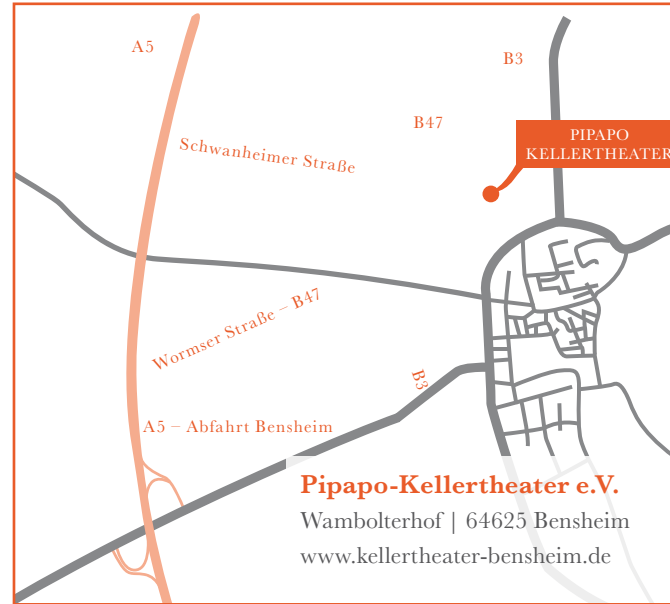 A5
B3
B47
PIPAPO
KELLERTHEATER
Schwanheimer Straße
Wormser Straße – B47
B3
A5 – Abfahrt Bensheim
Pipapo-Kellertheater e.V.
Wambolterhof | 64625 Bensheim
www.kellertheater-bensheim.de